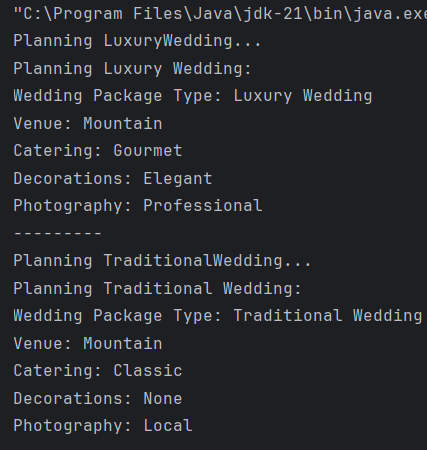 "C:\Program Files\Java\jdk-21\bin\java.exe
Planning LuxuryWedding...
Planning Luxury Wedding:
Wedding Package Type: Luxury Wedding
Venue: Mountain
Catering: Gourmet
Decorations: Elegant
Photography: Professional
---------
Planning TraditionalWedding...
Planning Traditional Wedding:
Wedding Package Type: Traditional Wedding
Venue: Mountain
Catering: Classic
Decorations: None
Photography: Local